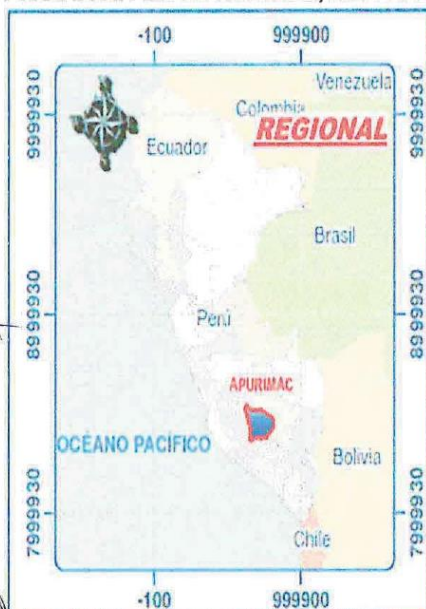 -100 999900
Venezuela
9999930 Colombia 9999930
REGIONAL
Ecuador
Brasil
8999930 8999930
Perú
APURIMAC
OCÉANO PACÍFICO
Bolivia
7999930 7999930
Chile
-100 999900